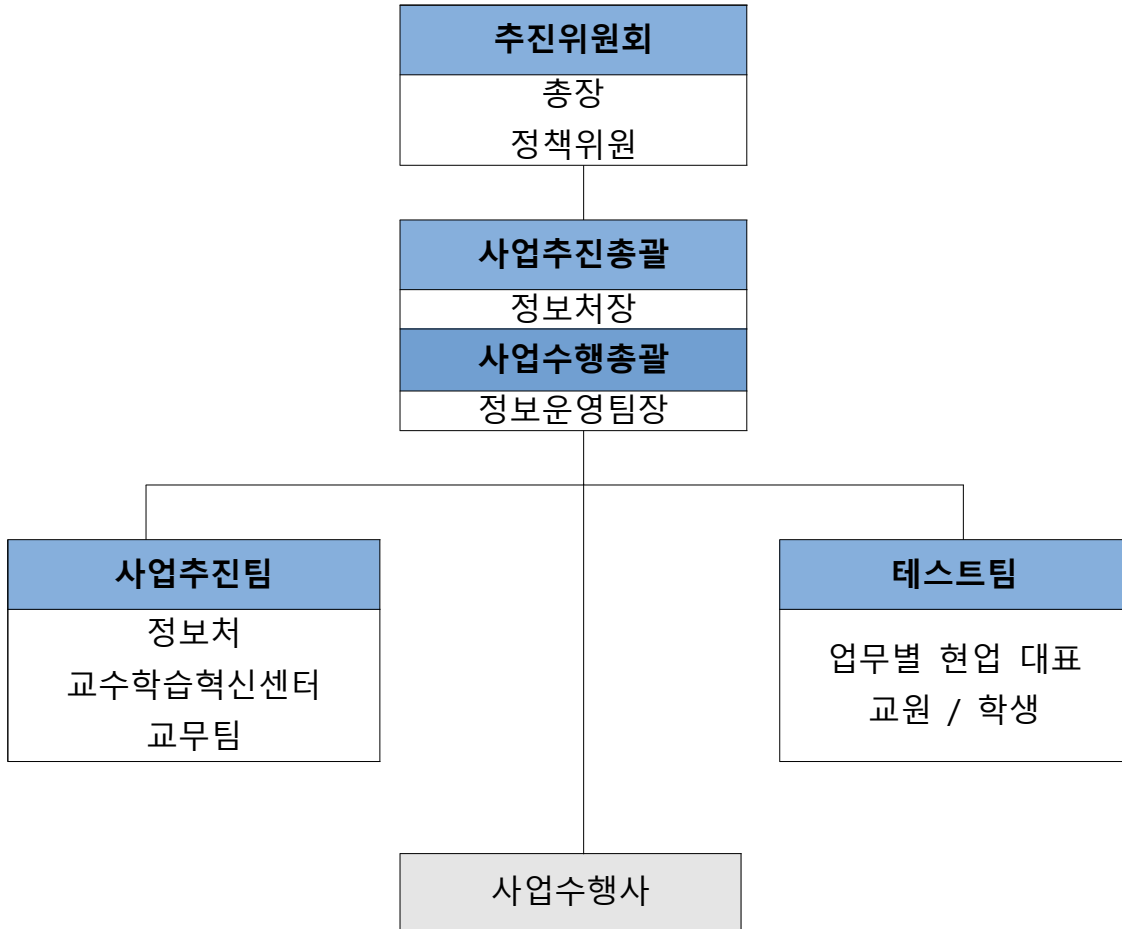 추진위원회
총장
정책위원
사업추진총괄
정보처장
사업수행총괄
정보운영팀장
사업추진팀
정보처
교수학습혁신센터
교무팀
테스트팀
업무별 현업 대표
교원 / 학생
사업수행사